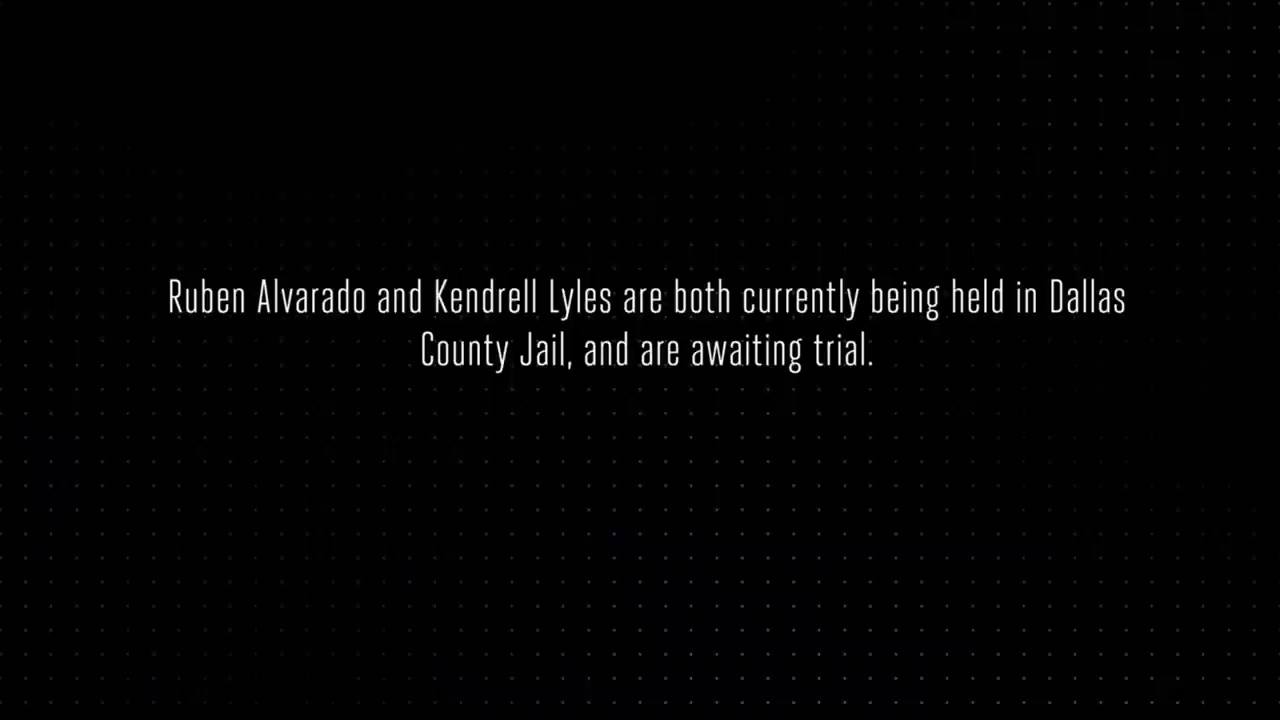 Ruben Alvarado and Kendrell Lyles are both currently being held in Dallas
County Jail, and are awaiting trial.